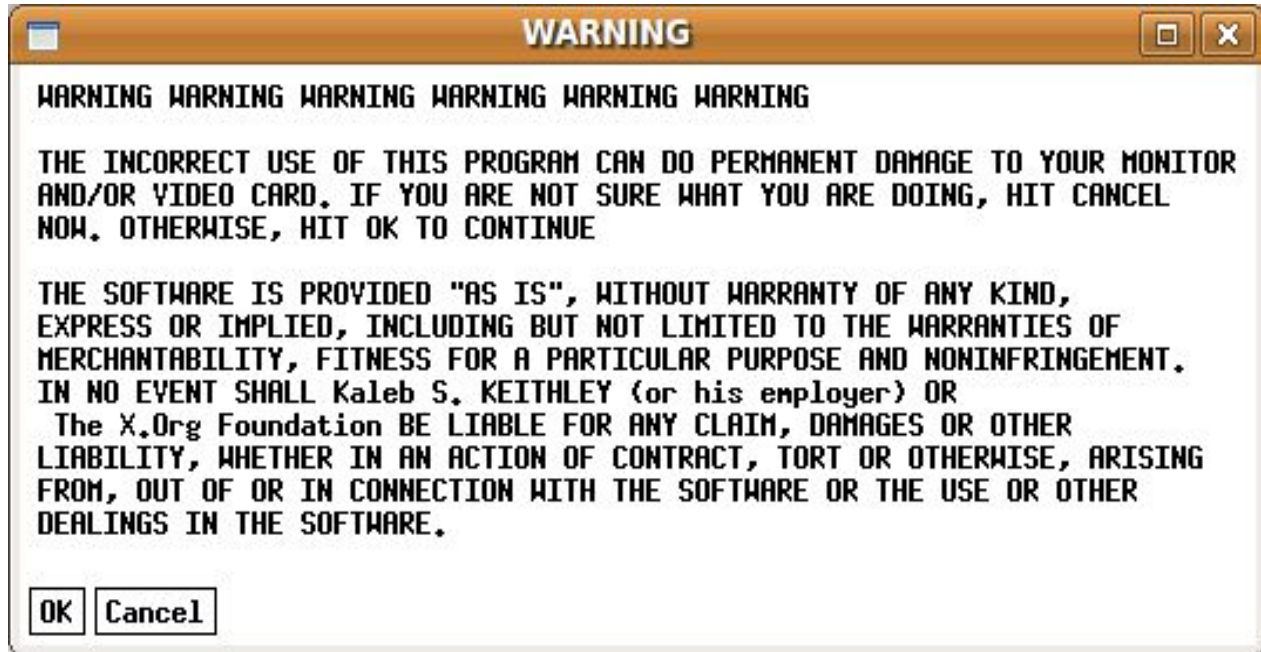 WARNING
WARNING WARNING WARNING WARNING WARNING WARNING
THE INCORRECT USE OF THIS PROGRAM CAN DO PERMANENT DAMAGE TO YOUR MONITOR
AND/OR VIDEO CARD. IF YOU ARE NOT SURE WHAT YOU ARE DOING, HIT CANCEL
NOW. OTHERWISE, HIT OK TO CONTINUE
THE SOFTWARE IS PROVIDED "AS IS", WITHOUT WARRANTY OF ANY KIND,
EXPRESS OR IMPLIED, INCLUDING BUT NOT LIMITED TO THE WARRANTIES OF
MERCHANTABILITY, FITNESS FOR A PARTICULAR PURPOSE AND NONINFRINGEMENT.
IN NO EVENT SHALL Kaleb S. KEITHLEY (or his employer) OR
The X.Org Foundation BE LIABLE FOR ANY CLAIM, DAMAGES OR OTHER
LIABILITY, WHETHER IN AN ACTION OF CONTRACT, TORT OR OTHERWISE, ARISING
FROM, OUT OF OR IN CONNECTION WITH THE SOFTWARE OR THE USE OR OTHER
DEALINGS IN THE SOFTWARE.
OK Cancel